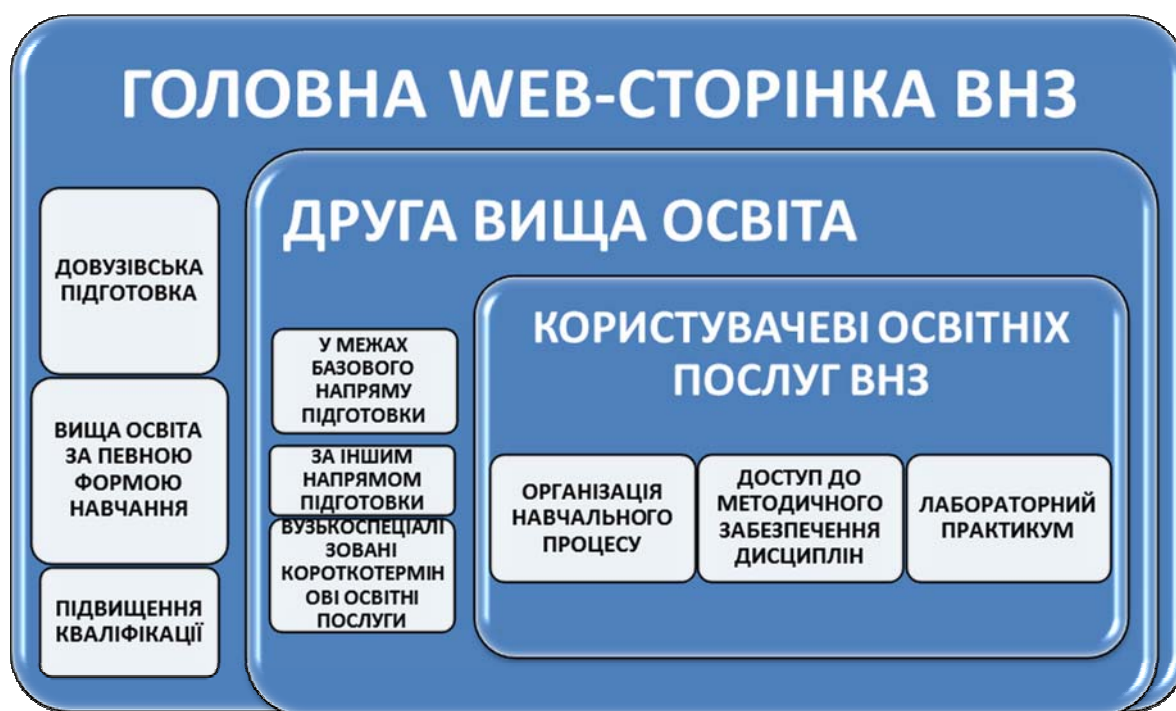 ГОЛОВНА WEB-СТОРІНКА ВНЗ
ДОВУЗІВСЬКА
ПІДГОТОВКА
ВИЩА ОСВІТА
ЗА ПЕВНОЮ
ФОРМОЮ
НАВЧАННЯ
ПІДВИЩЕННЯ
КВАЛІФІКАЦІЇ
ДРУГА ВИЩА ОСВІТА
У МЕЖАХ
БАЗОВОГО
НАПРЯМУ
ПІДГОТОВКИ
ЗА ІНШИМ
НАПРЯМОМ
ПІДГОТОВКИ
ВУЗЬКОСПЕЦІАЛІ
ЗОВАНІ
КОРОТКОТЕРМІН
ОВІ ОСВІТНІ
ПОСЛУГИ
КОРИСТУВАЧЕВІ ОСВІТНІХ
ПОСЛУГ ВНЗ
ОРГАНІЗАЦІЯ
НАВЧАЛЬНОГО
ПРОЦЕСУ
ДОСТУП ДО
МЕТОДИЧНОГО
ЗАБЕЗПЕЧЕННЯ
ДИСЦИПЛІН
ЛАБОРАТОРНИЙ
ПРАКТИКУМ